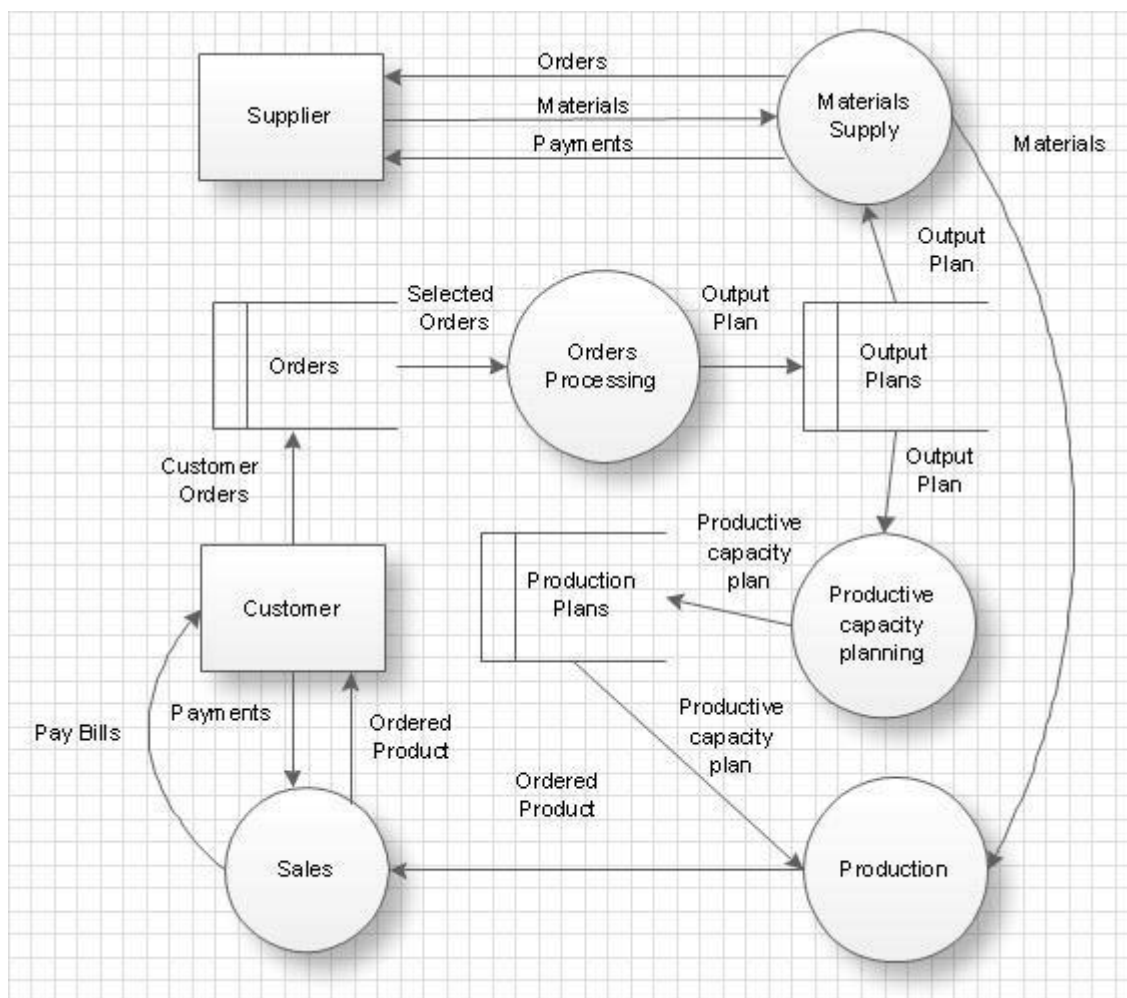 Orders
Supplier
Materials
Payments
Materials
Supply
Materials
Output
Plan
Selected
Orders
Output
Plan
Orders
Orders
Processing
Output
Plans
Customer
Orders
Output
Plan
Productive
capacity
plan
Production
Plans
Customer
Productive
capacity
planning
Pay Bills
Payments
Ordered
Product
Productive
capacity
plan
Ordered
Product
Sales
Production